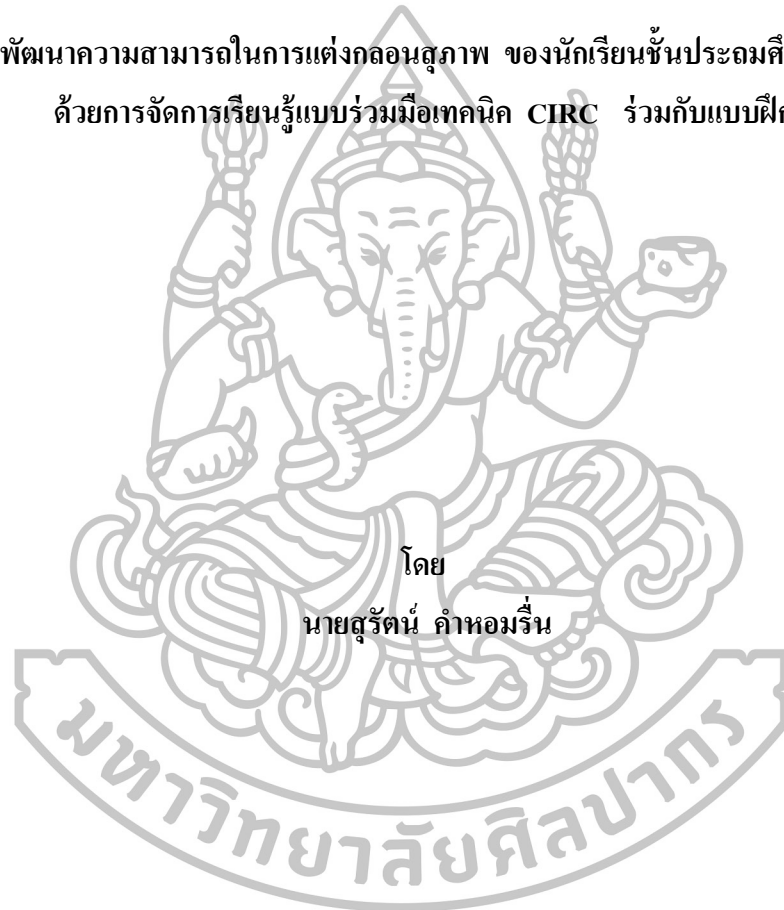 พัฒนาความสามารถในการแต่งกลอนสุภาพ ของนักเรียนชั้นประถมศึ
ด้วยการจัดการเรียนรู้แบบร่วมมือเทคนิค CIRC ร่วมกับแบบฝึก
โดย
นายสุรัตน์ คำหอมรื่น
มหาวิทยาลัยศิลปากร